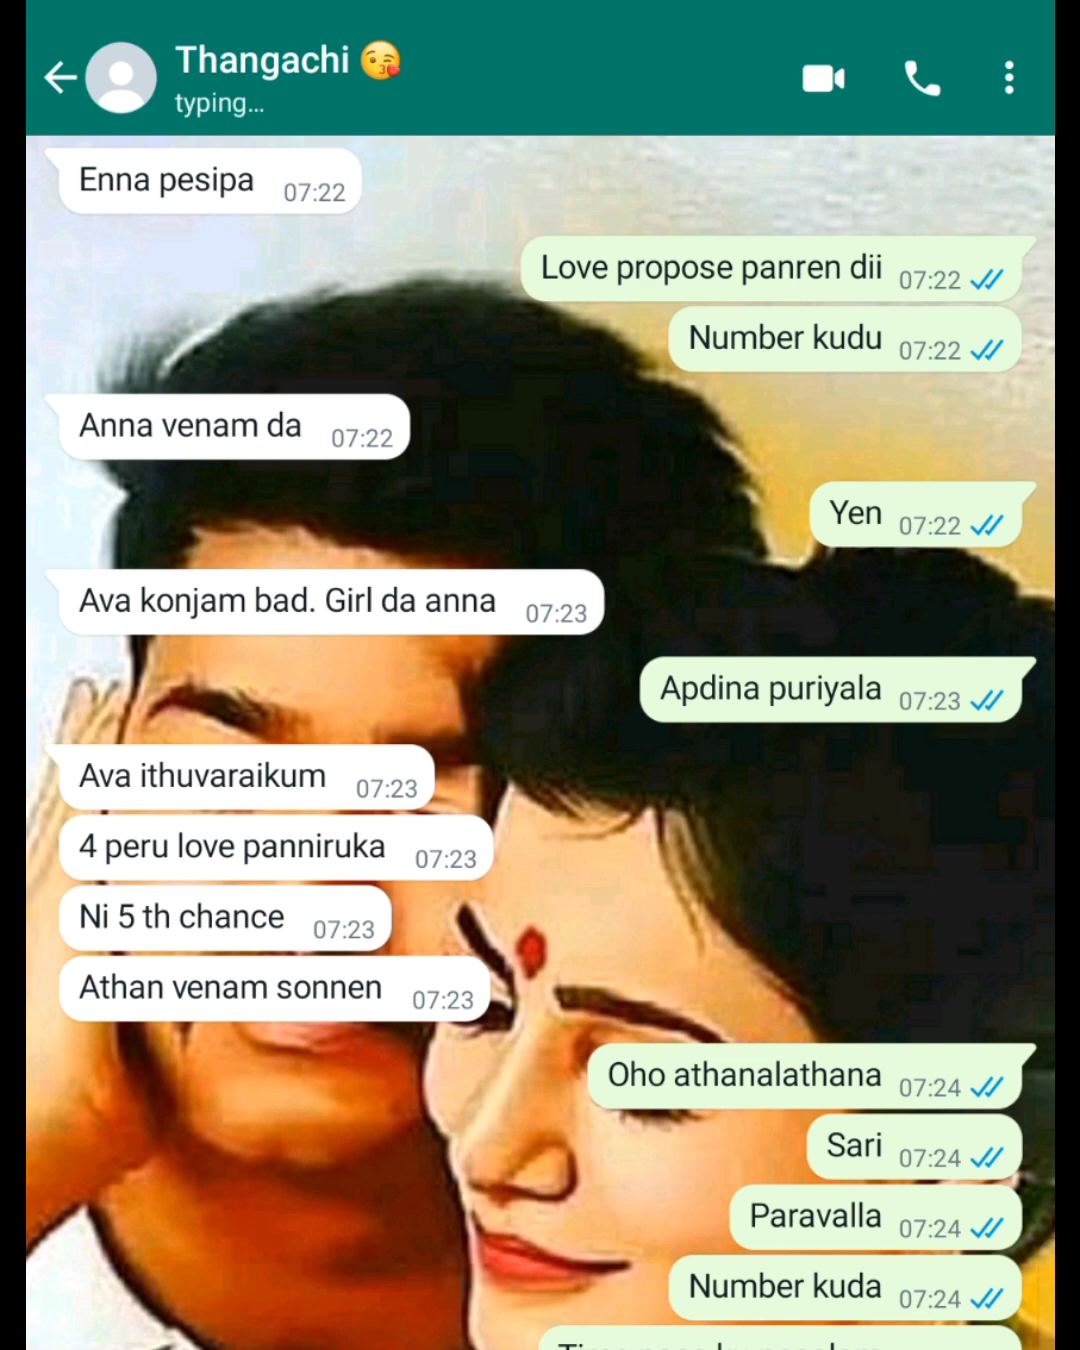 Thangachi 😘
typing...
Enna pesipa 07:22
Love propose panren dii 07:22
Number kudu 07:22
Anna venam da 07:22
Yen 07:22
Ava konjam bad. Girl da anna 07:23
Apdina puriyala 07:23
Ava ithuvaraikum 07:23
4 peru love panniruka 07:23
Ni 5 th chance 07:23
Athan venam sonnen 07:23
Oho athanalathana 07:24
Sari 07:24
Paravalla 07:24
Number kuda 07:24